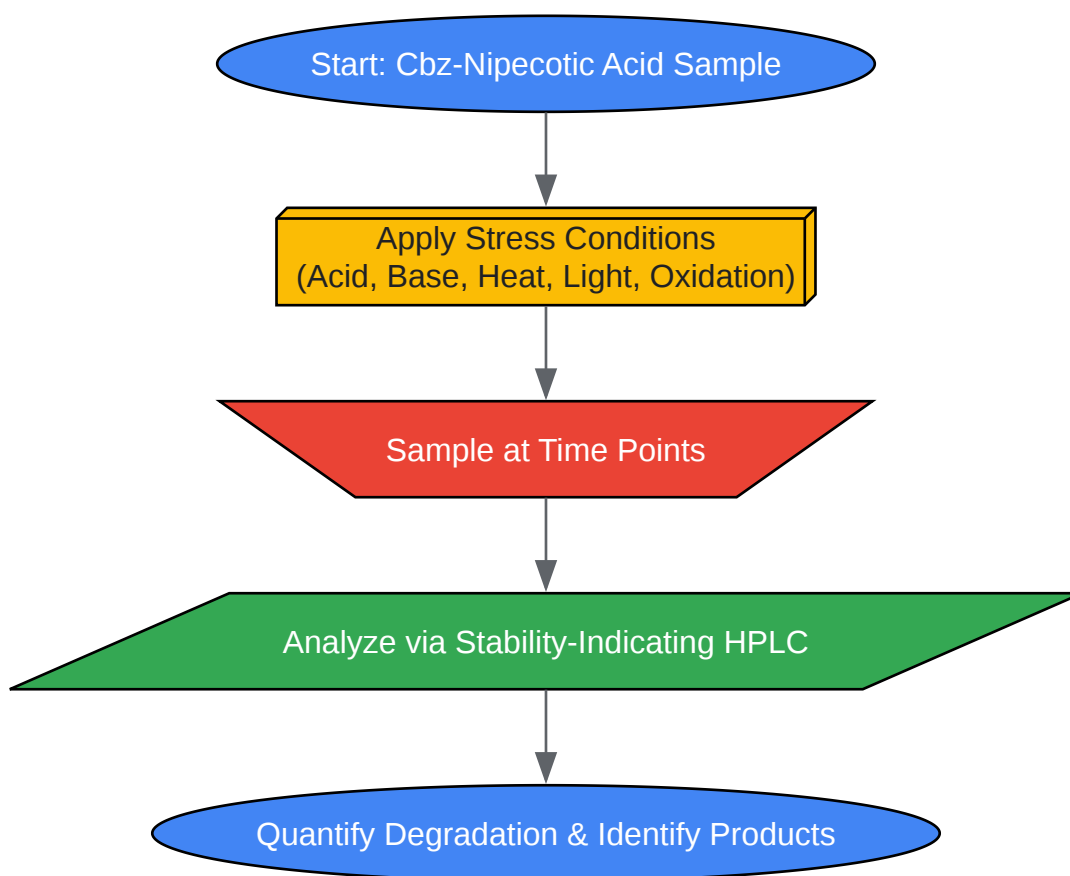 Start: Cbz-Nipecotic Acid Sample
Apply Stress Conditions
(Acid, Base, Heat, Light, Oxidation)
Sample at Time Points
Analyze via Stability-Indicating HPLC
Quantify Degradation & Identify Products